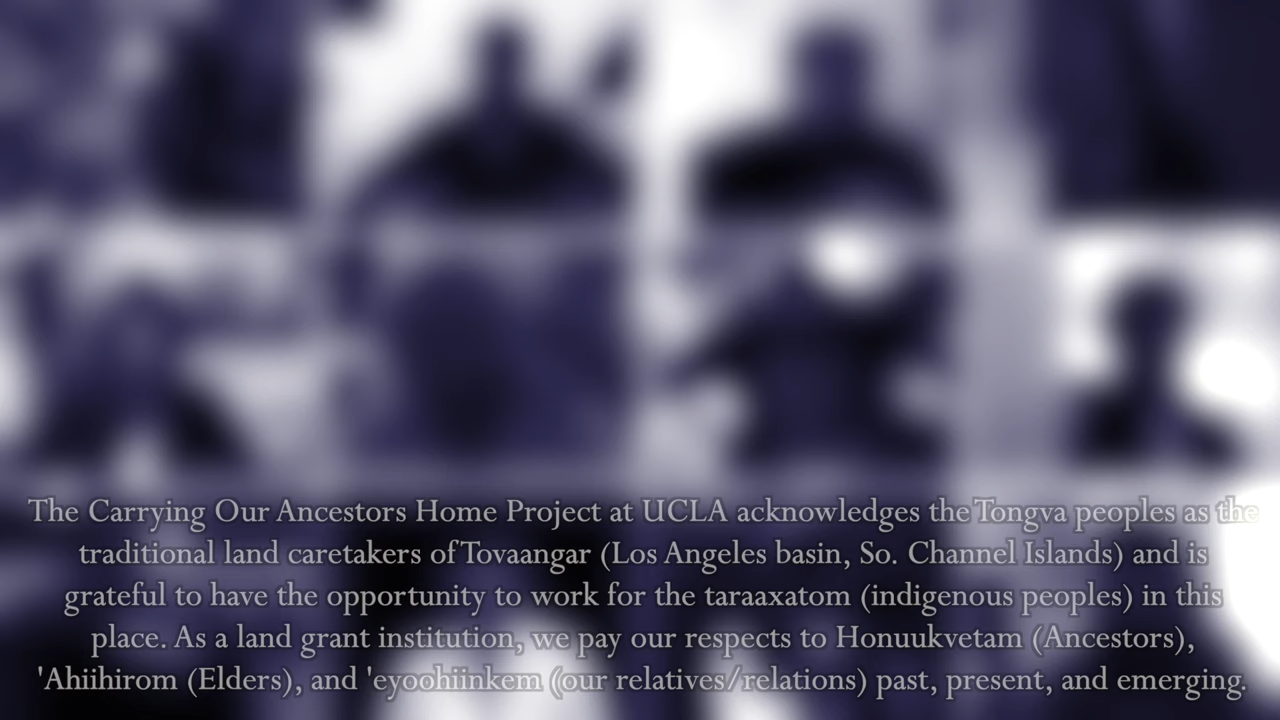 The Carrying Our Ancestors Home Project at UCLA acknowledges the Tongva peoples as the
traditional land caretakers of Tovaangar (Los Angeles basin, So. Channel Islands) and is
grateful to have the opportunity to work for the taraaxatom (indigenous peoples) in this
place. As a land grant institution, we pay our respects to Honuukvetam (Ancestors),
'Ahiihirom (Elders), and 'eyoohiinkem (our relatives/relations) past, present, and emerging.